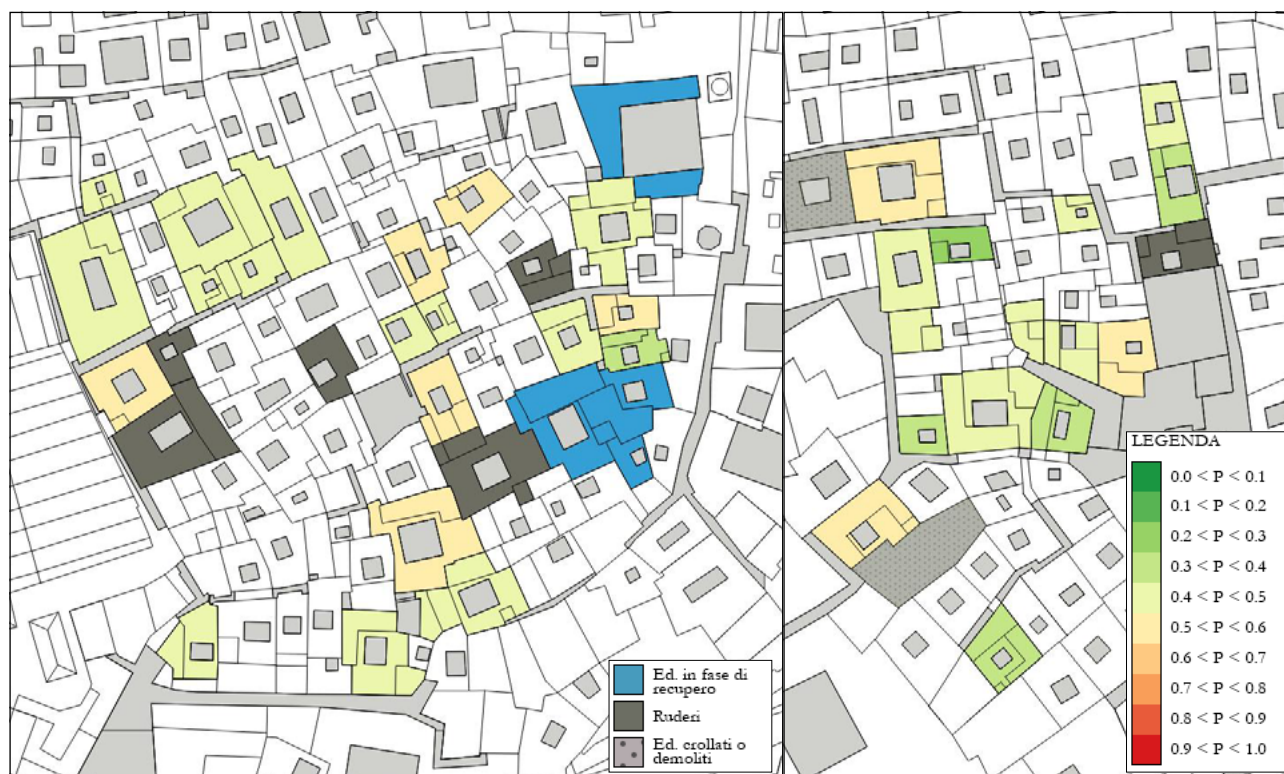 Ed. in fase di
recupero
Ruderi
Ed. crollati o
demoliti
LEGENDA
0.0 < P < 0.1
0.1 < P < 0.2
0.2 < P < 0.3
0.3 < P < 0.4
0.4 < P < 0.5
0.5 < P < 0.6
0.6 < P < 0.7
0.7 < P < 0.8
0.8 < P < 0.9
0.9 < P < 1.0